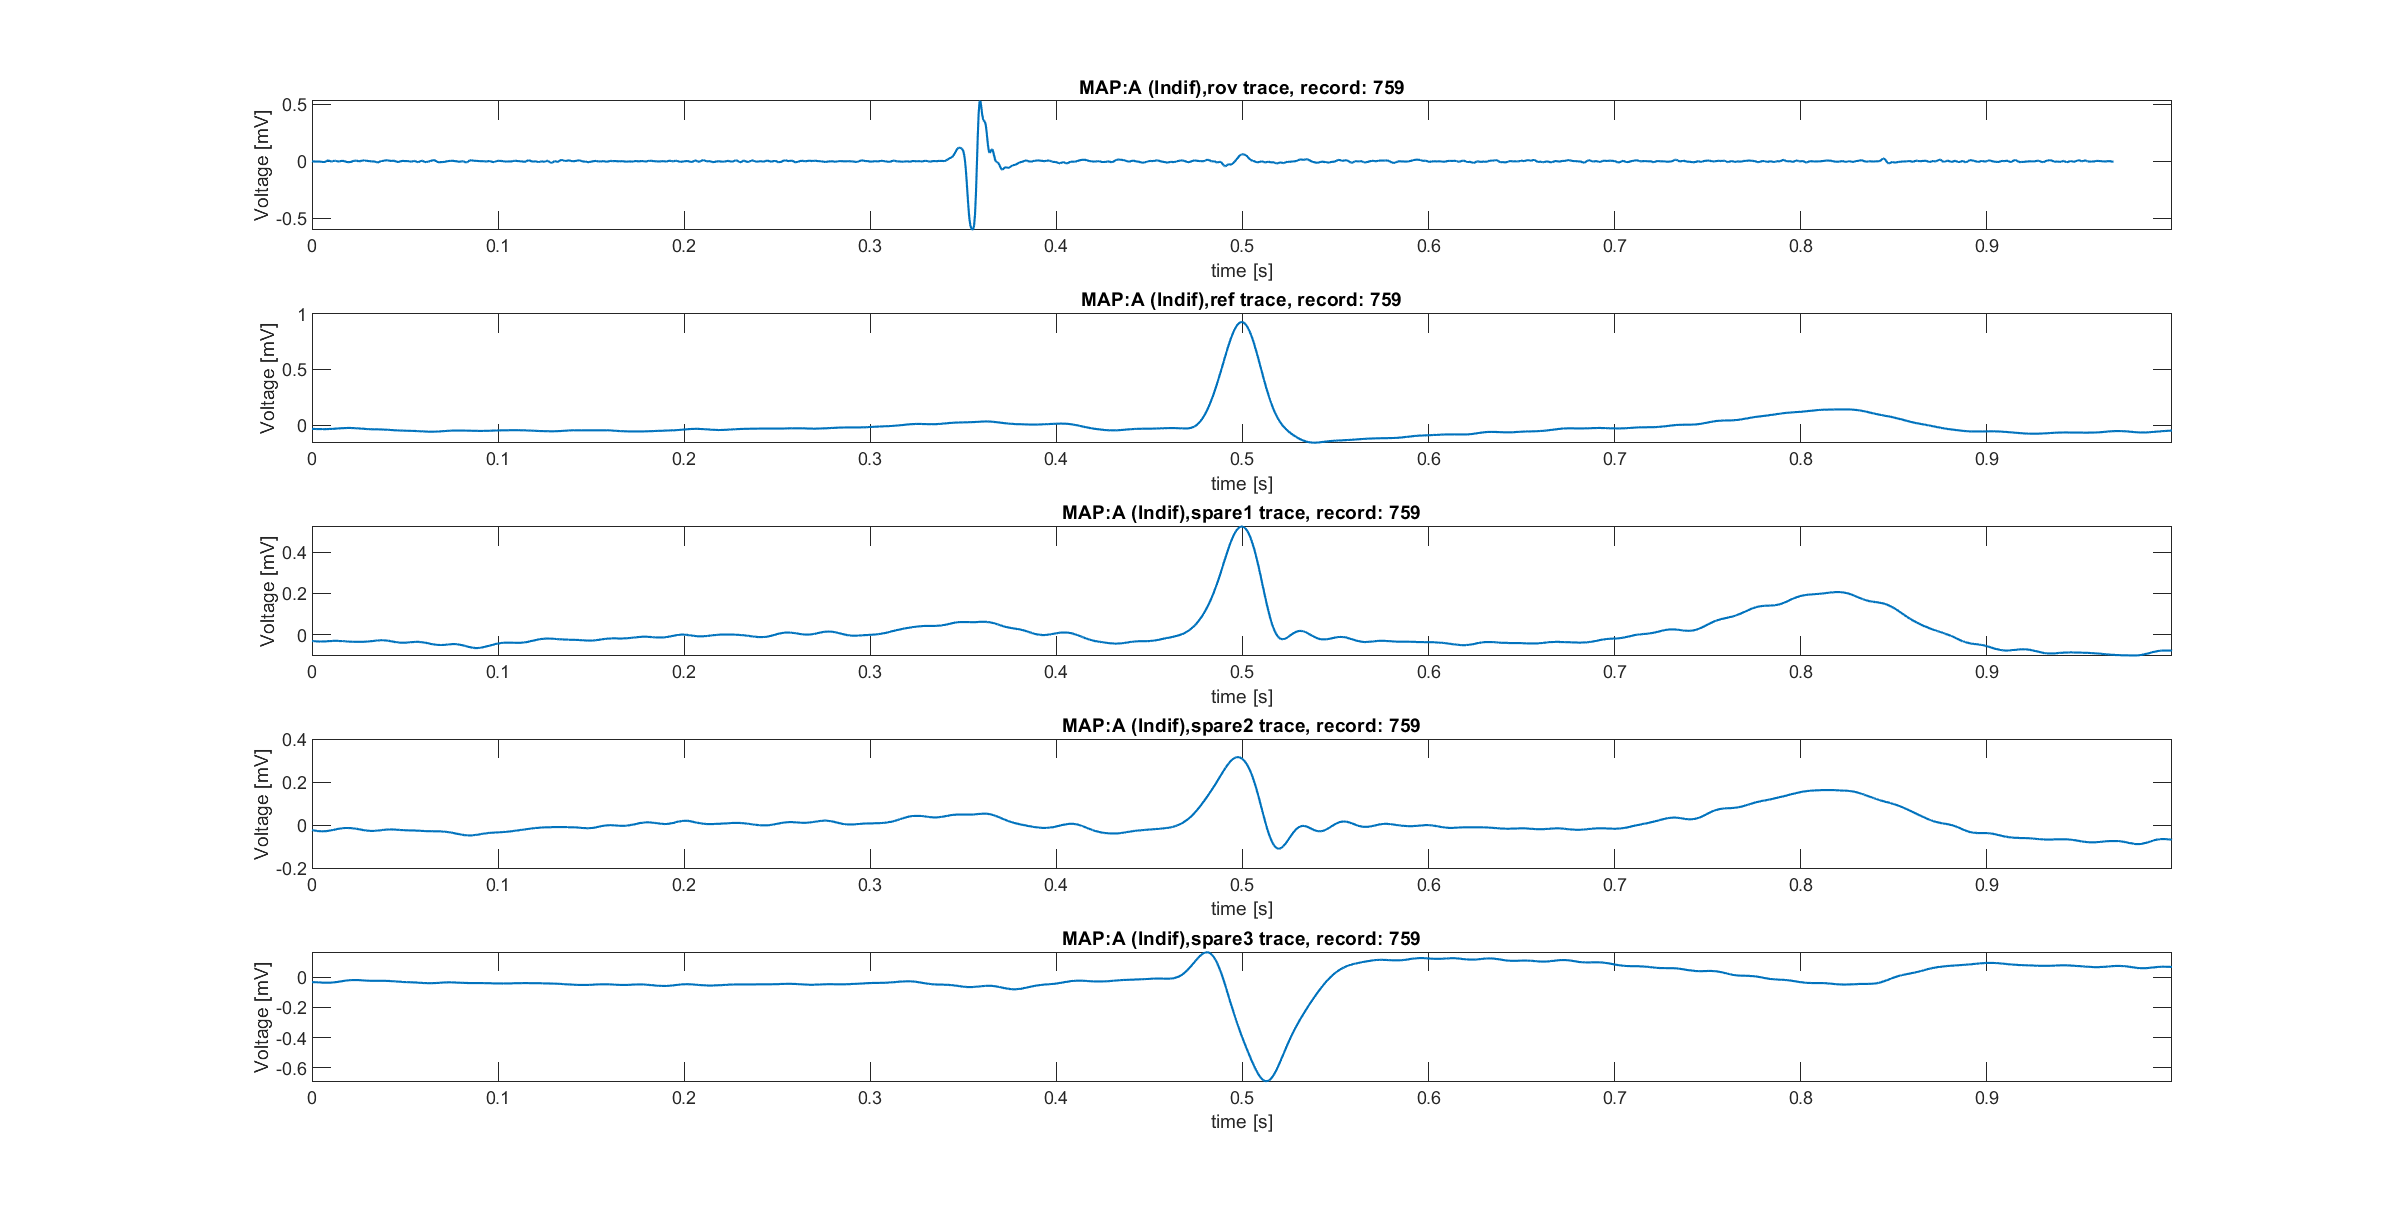 MAP:A (Indif),rov trace, record: 759
Voltage [mV]
0.5
0
-0.5
0 0.1 0.2 0.3 0.4 0.5 0.6 0.7 0.8 0.9
time [s]
MAP:A (Indif),ref trace, record: 759
Voltage [mV]
1
0.5
0
0 0.1 0.2 0.3 0.4 0.5 0.6 0.7 0.8 0.9
time [s]
MAP:A (Indif),spare1 trace, record: 759
Voltage [mV]
0.4
0.2
0
0 0.1 0.2 0.3 0.4 0.5 0.6 0.7 0.8 0.9
time [s]
MAP:A (Indif),spare2 trace, record: 759
Voltage [mV]
0.4
0.2
0
-0.2
0 0.1 0.2 0.3 0.4 0.5 0.6 0.7 0.8 0.9
time [s]
MAP:A (Indif),spare3 trace, record: 759
Voltage [mV]
0
-0.2
-0.4
-0.6
0 0.1 0.2 0.3 0.4 0.5 0.6 0.7 0.8 0.9
time [s]